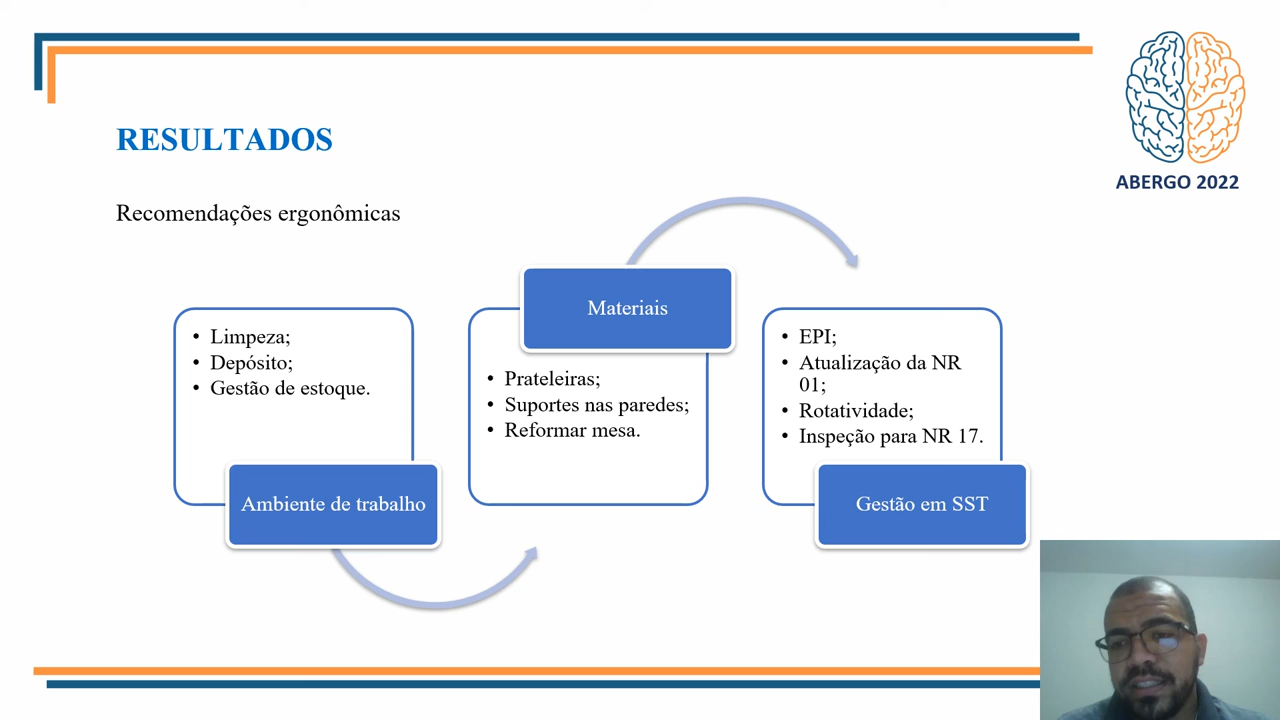 RESULTADOS
ABERGO 2022
Recomendações ergonômicas
• Limpeza;
• Depósito;
• Gestão de estoque.
Ambiente de trabalho
Materiais
• Prateleiras;
• Suportes nas paredes;
• Reformar mesa.
• EPI;
• Atualização da NR
01;
• Rotatividade;
• Inspeção para NR 17.
Gestão em SST